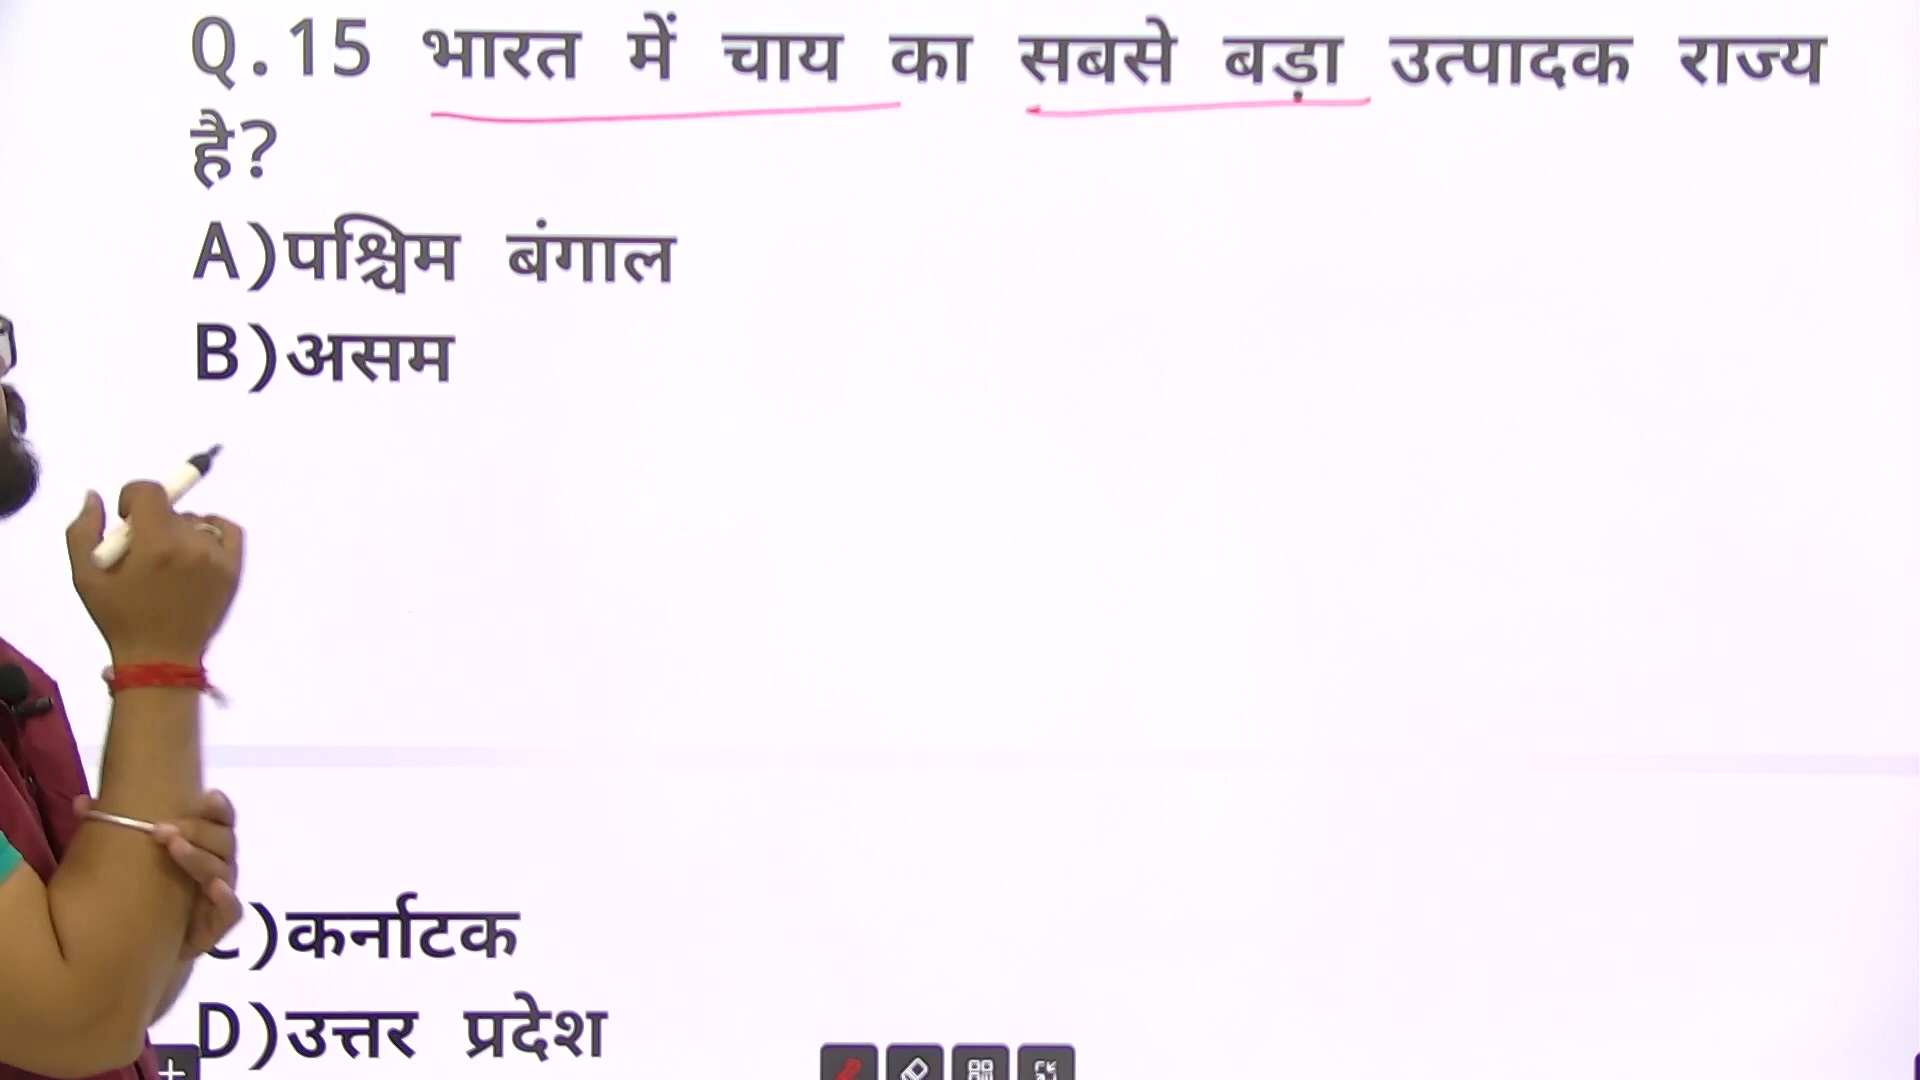 Q.15 भारत में चाय का सबसे बड़ा उत्पादक राज्य
है?
A)पश्चिम बंगाल
B)असम
C)कर्नाटक
D)उत्तर प्रदेश